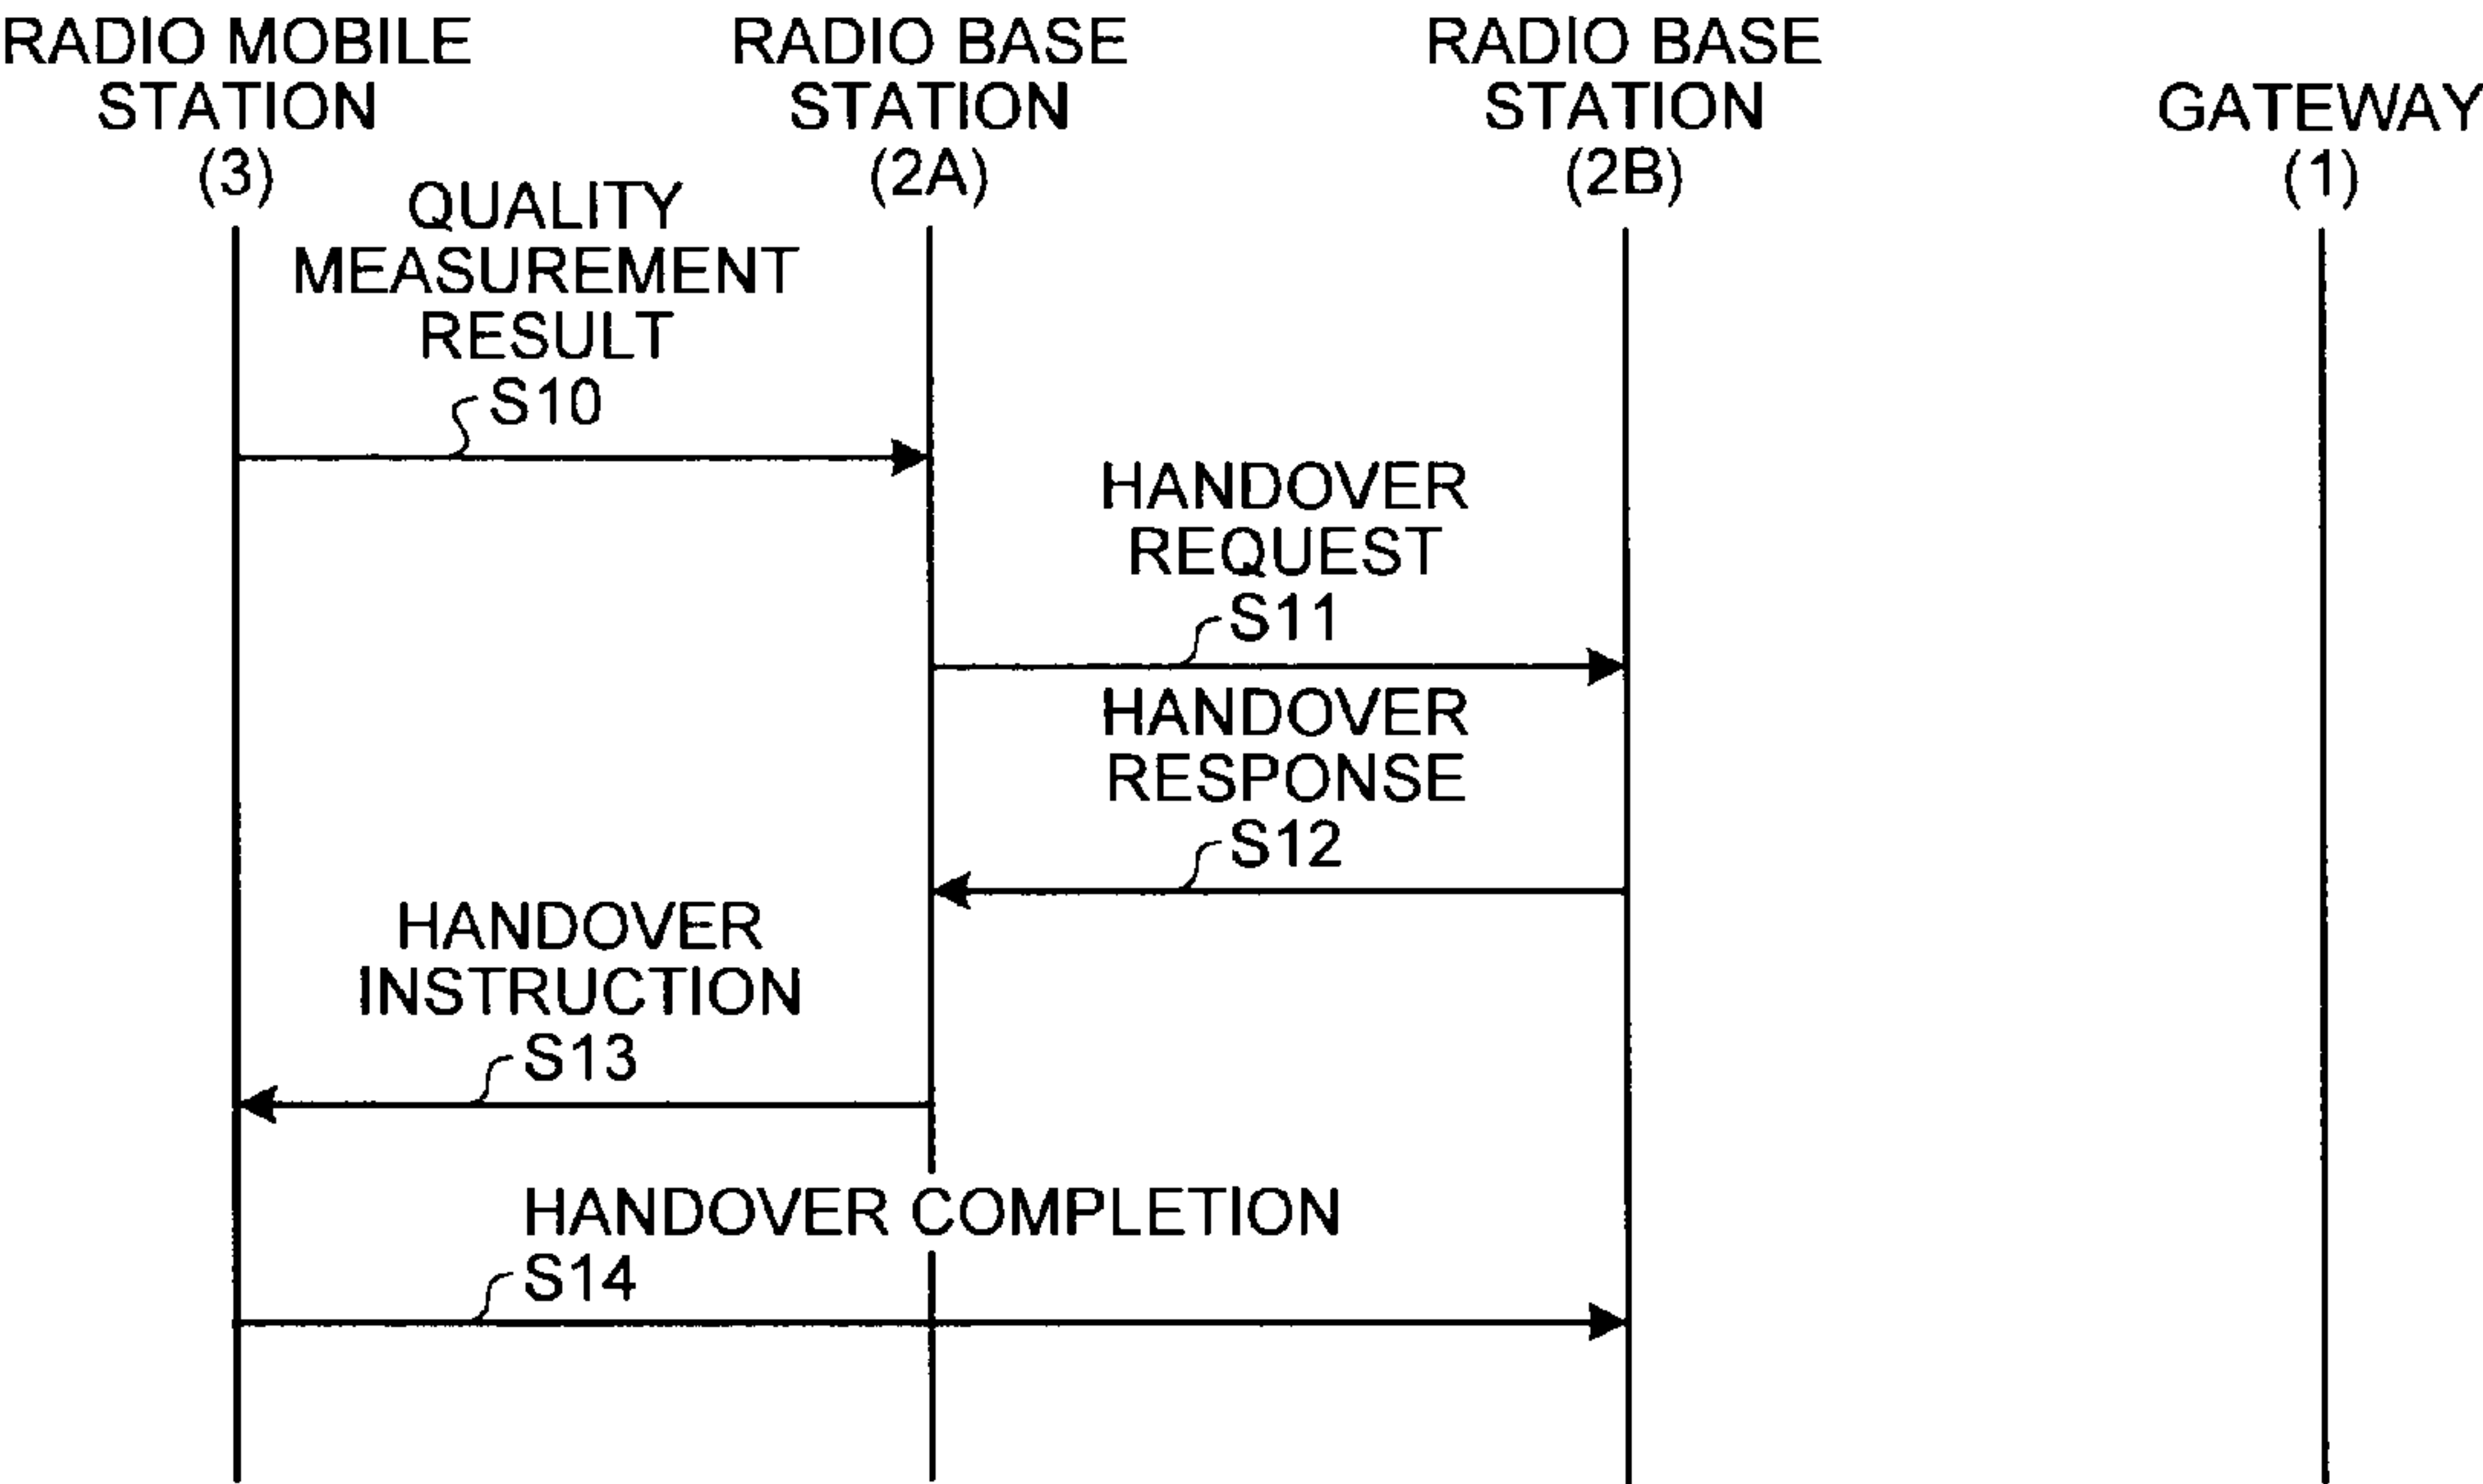 RADIO MOBILE
STATION
(3)
RADIO BASE
STATION
(2A)
RADIO BASE
STATION
(2B)
GATEWAY
(1)
QUALITY
MEASUREMENT
RESULT
S10
HANDOVER
REQUEST
S11
HANDOVER
RESPONSE
S12
HANDOVER
INSTRUCTION
S13
HANDOVER COMPLETION
S14